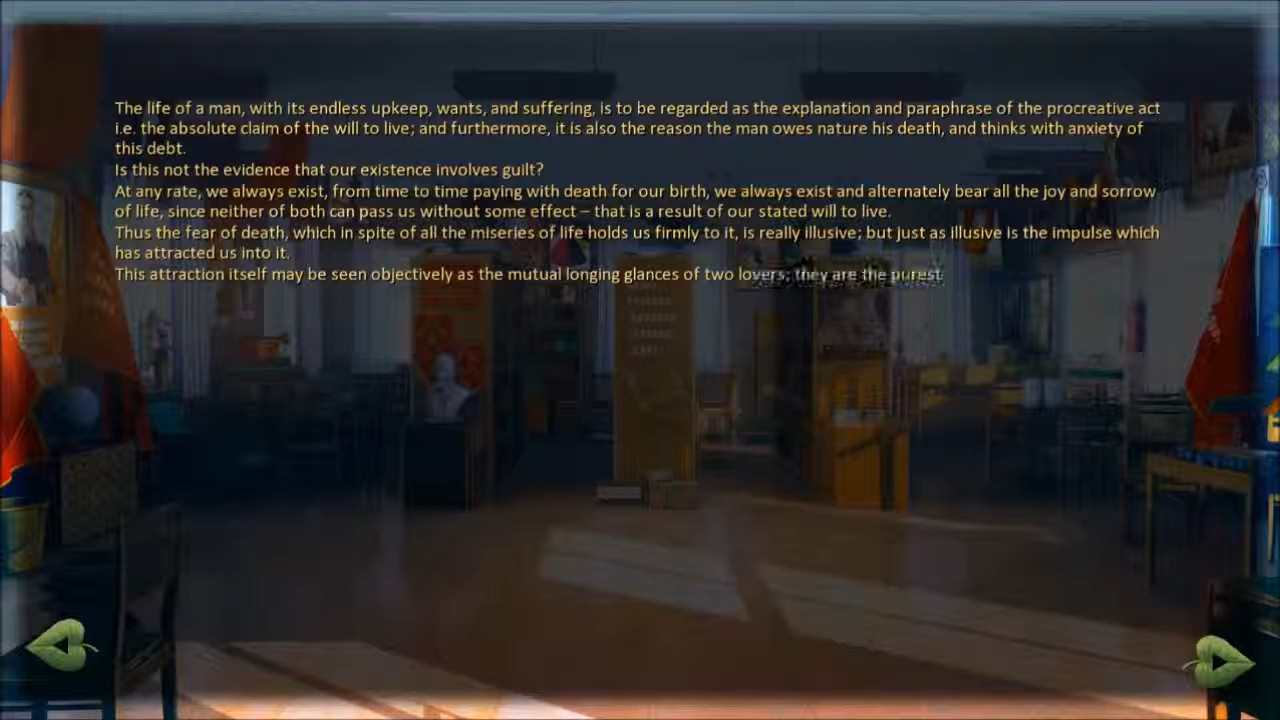 The life of a man, with its endless upkeep, wants, and suffering, is to be regarded as the explanation and paraphrase of the procreative act
i.e. the absolute claim of the will to live; and furthermore, it is also the reason the man owes nature his death, and thinks with anxiety of
this debt.
Is this not the evidence that our existence involves guilt?
At any rate, we always exist, from time to time paying with death for our birth, we always exist and alternately bear all the joy and sorrow
of life, since neither of both can pass us without some effect – that is a result of our stated will to live.
Thus the fear of death, which in spite of all the miseries of life holds us firmly to it, is really illusive; but just as illusive is the impulse which
has attracted us into it.
This attraction itself may be seen objectively as the mutual longing glances of two lovers; they are the purest